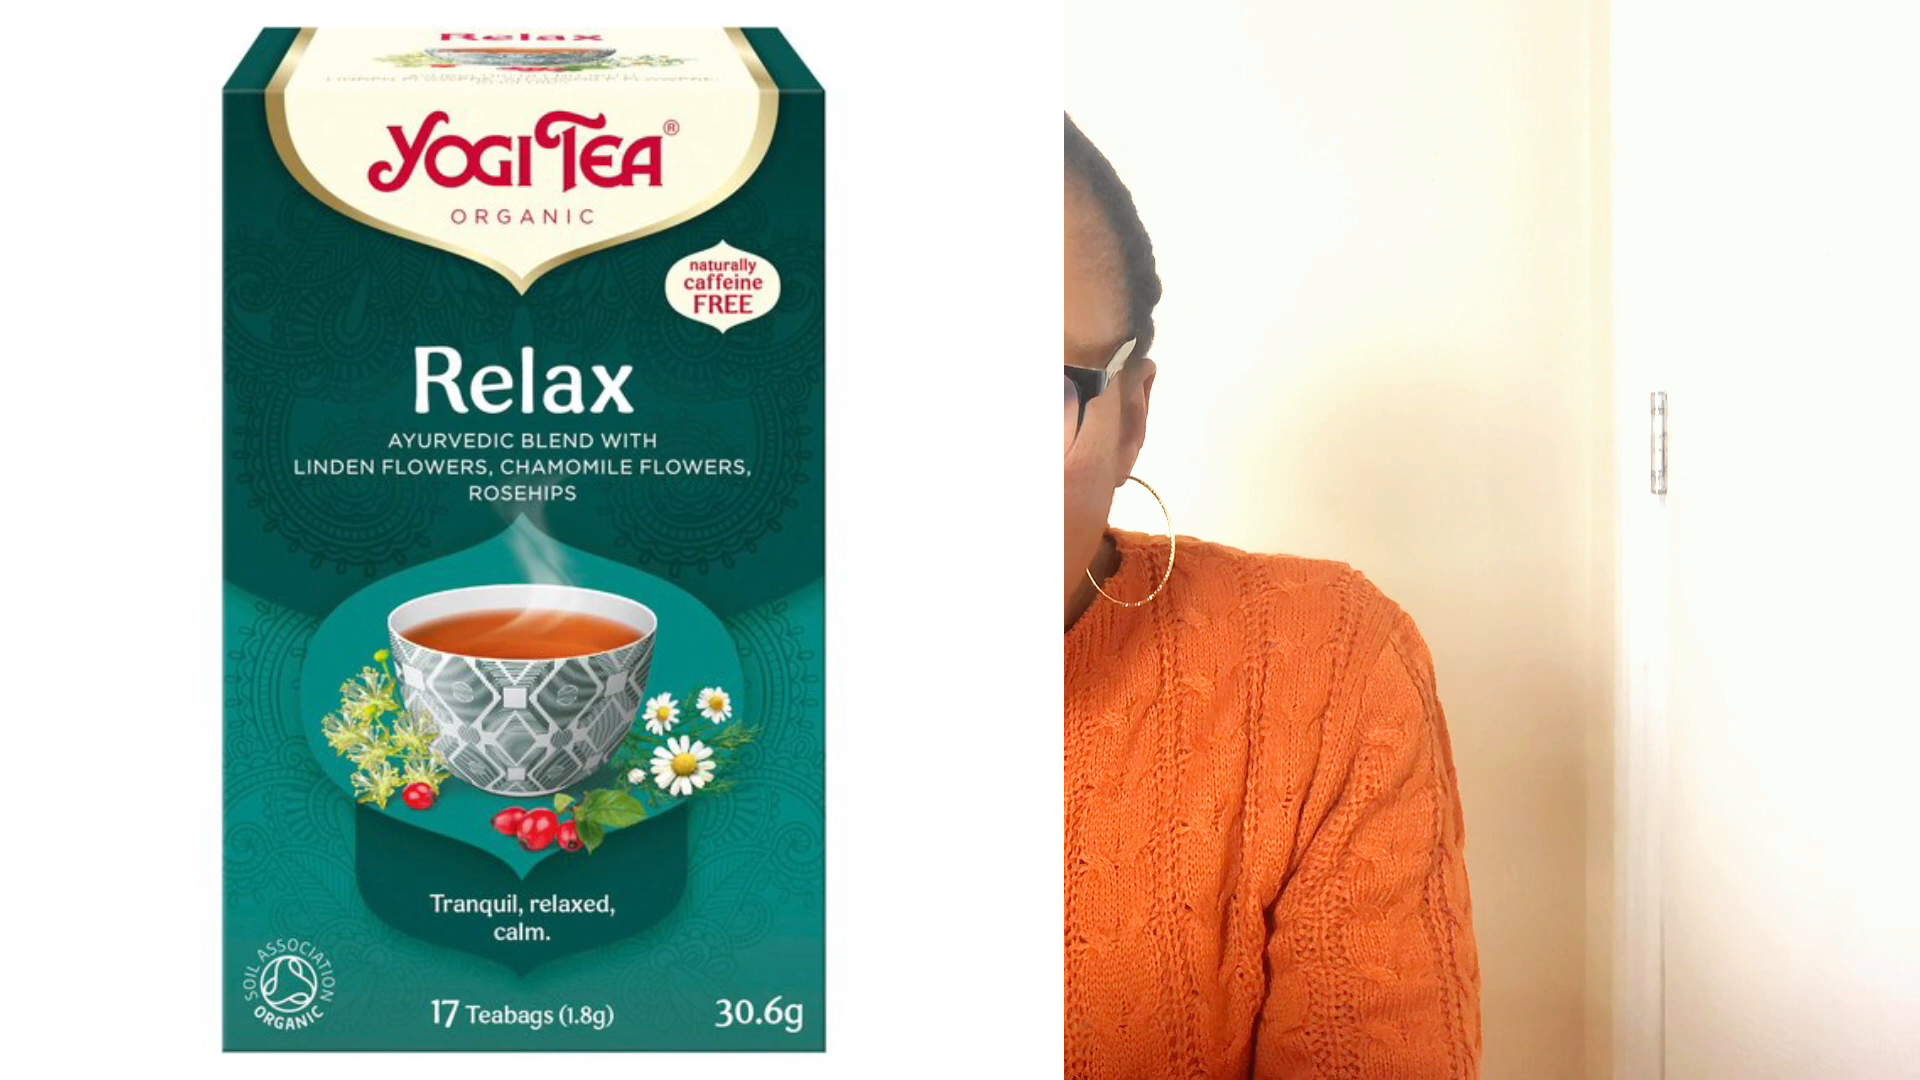 Relax
YOGI TEA®
ORGANIC
naturally
caffeine
FREE
Relax
AYURVEDIC BLEND WITH
LINDEN FLOWERS, CHAMOMILE FLOWERS,
ROSEHIPS
Tranquil, relaxed,
calm.
SOIL ASSOCIATION
ORGANIC
17 Teabags (1.8g)
30.6g